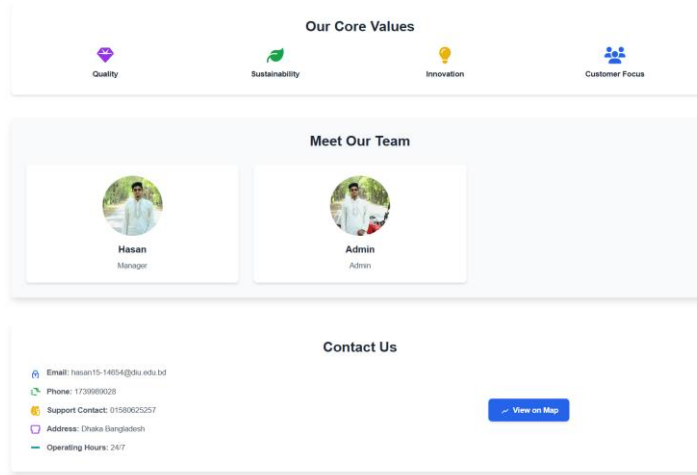 Our Core Values
Quality Sustainability Innovation Customer Focus
Meet Our Team
Hasan Admin
Manager Admin
Contact Us
Email: hasan15-14654@diu.edu.bd
Phone: 1739989028
Support Contact: 01580625257
Address: Dhaka Bangladesh
Operating Hours: 24/7
View on Map